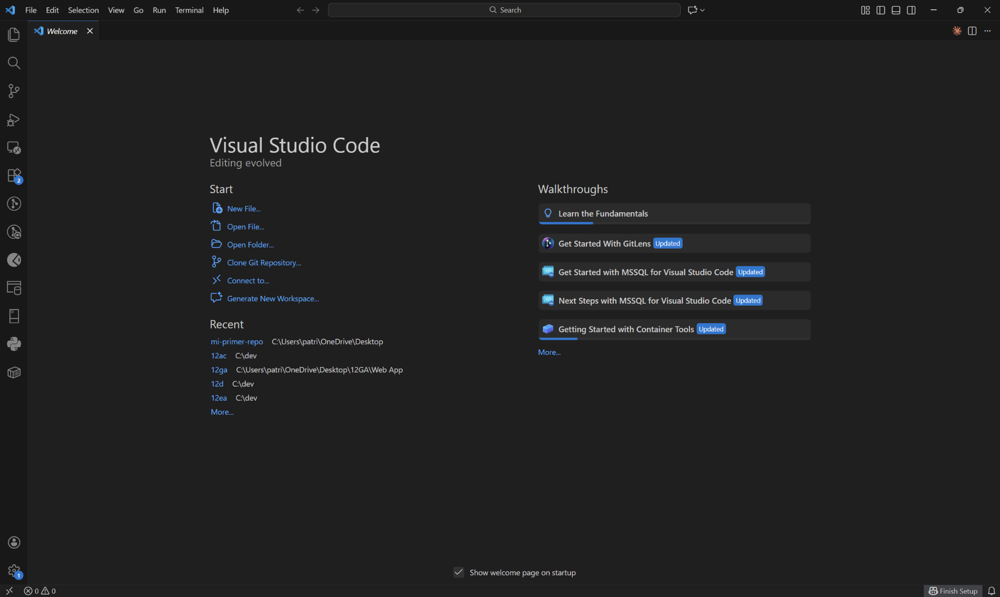 File Edit Selection View Go Run Terminal Help
Search
Welcome
2
Visual Studio Code
Editing evolved
Start
New File...
Open File...
Open Folder...
Clone Git Repository...
Connect to...
Generate New Workspace...
Recent
mi-primer-repo C:\Users\patri\OneDrive\Desktop
12ac C:\dev
12ga C:\Users\patri\OneDrive\Desktop\12GA\Web App
12d C:\dev
12ea C:\dev
More...
Walkthroughs
Learn the Fundamentals
Get Started With GitLens Updated
Get Started with MSSQL for Visual Studio Code Updated
Next Steps with MSSQL for Visual Studio Code Updated
Getting Started with Container Tools Updated
More...
Show welcome page on startup
1
0 0
Finish Setup